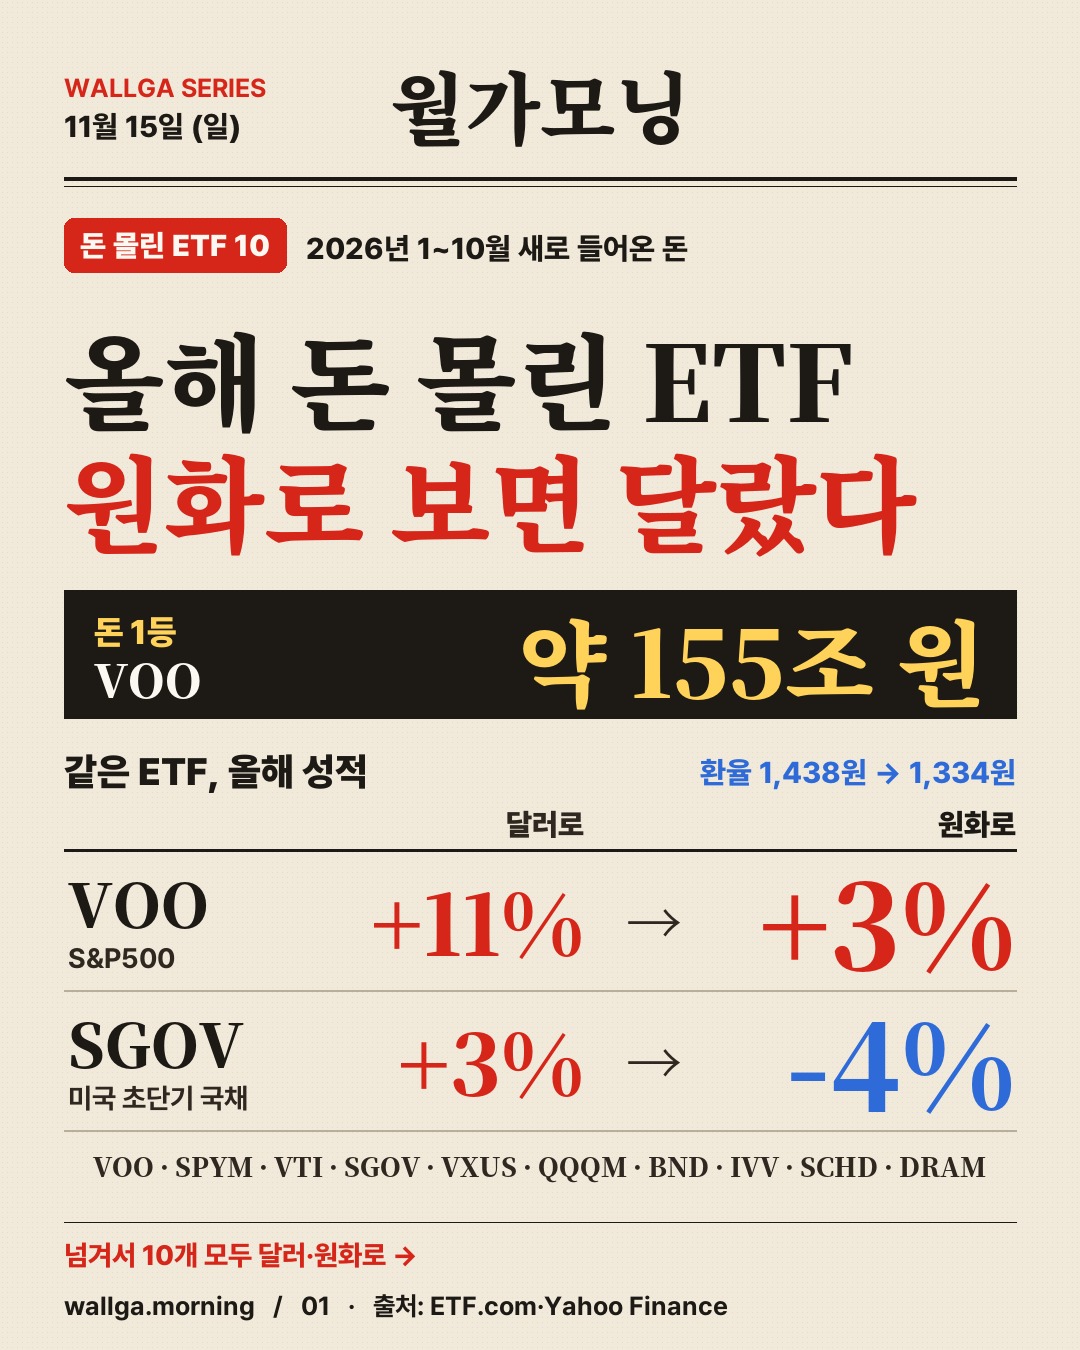 WALLGA SERIES
11월 15일 (일)
월가모닝
돈 몰린 ETF 10
2026년 1~10월 새로 들어온 돈
올해 돈 몰린 ETF
원화로 보면 달랐다
돈 1등
VOO
약 155조 원
같은 ETF, 올해 성적
환율 1,438원 → 1,334원
달러로
원화로
VOO
S&P500
+11% → +3%
SGOV
미국 초단기 국채
+3% → -4%
VOO · SPYM · VTI · SGOV · VXUS · QQQM · BND · IVV · SCHD · DRAM
넘겨서 10개 모두 달러·원화로 →
wallga.morning / 01 · 출처: ETF.com·Yahoo Finance